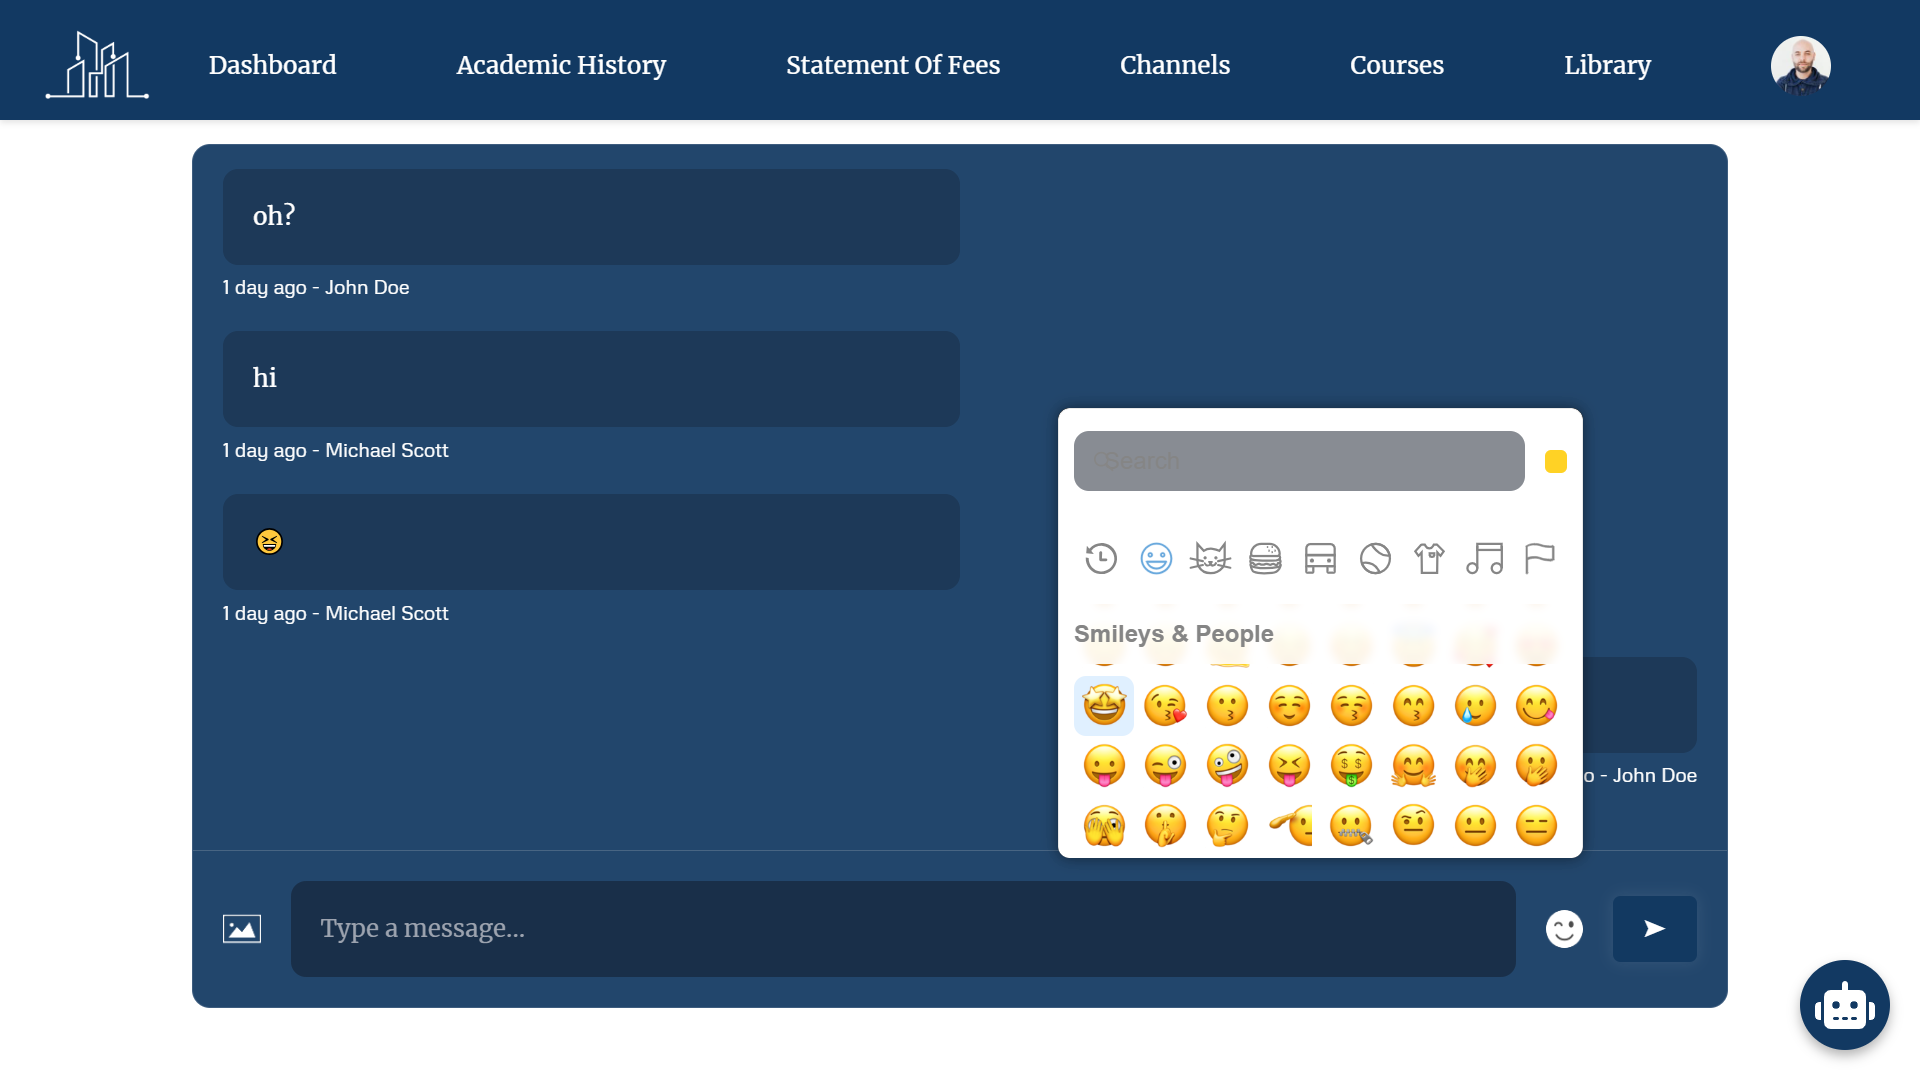 Dashboard
Academic History
Statement Of Fees
Channels
Courses
Library
oh?
1 day ago - John Doe
hi
1 day ago - Michael Scott
😆
1 day ago - Michael Scott
Search
Smileys & People
o - John Doe
Type a message...